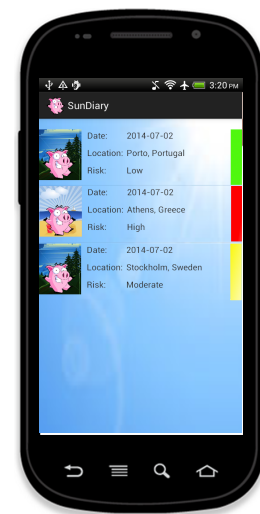 3:20 PM
SunDiary
Date: 2014-07-02
Location: Porto, Portugal
Risk: Low
Date: 2014-07-02
Location: Athens, Greece
Risk: High
Date: 2014-07-02
Location: Stockholm, Sweden
Risk: Moderate